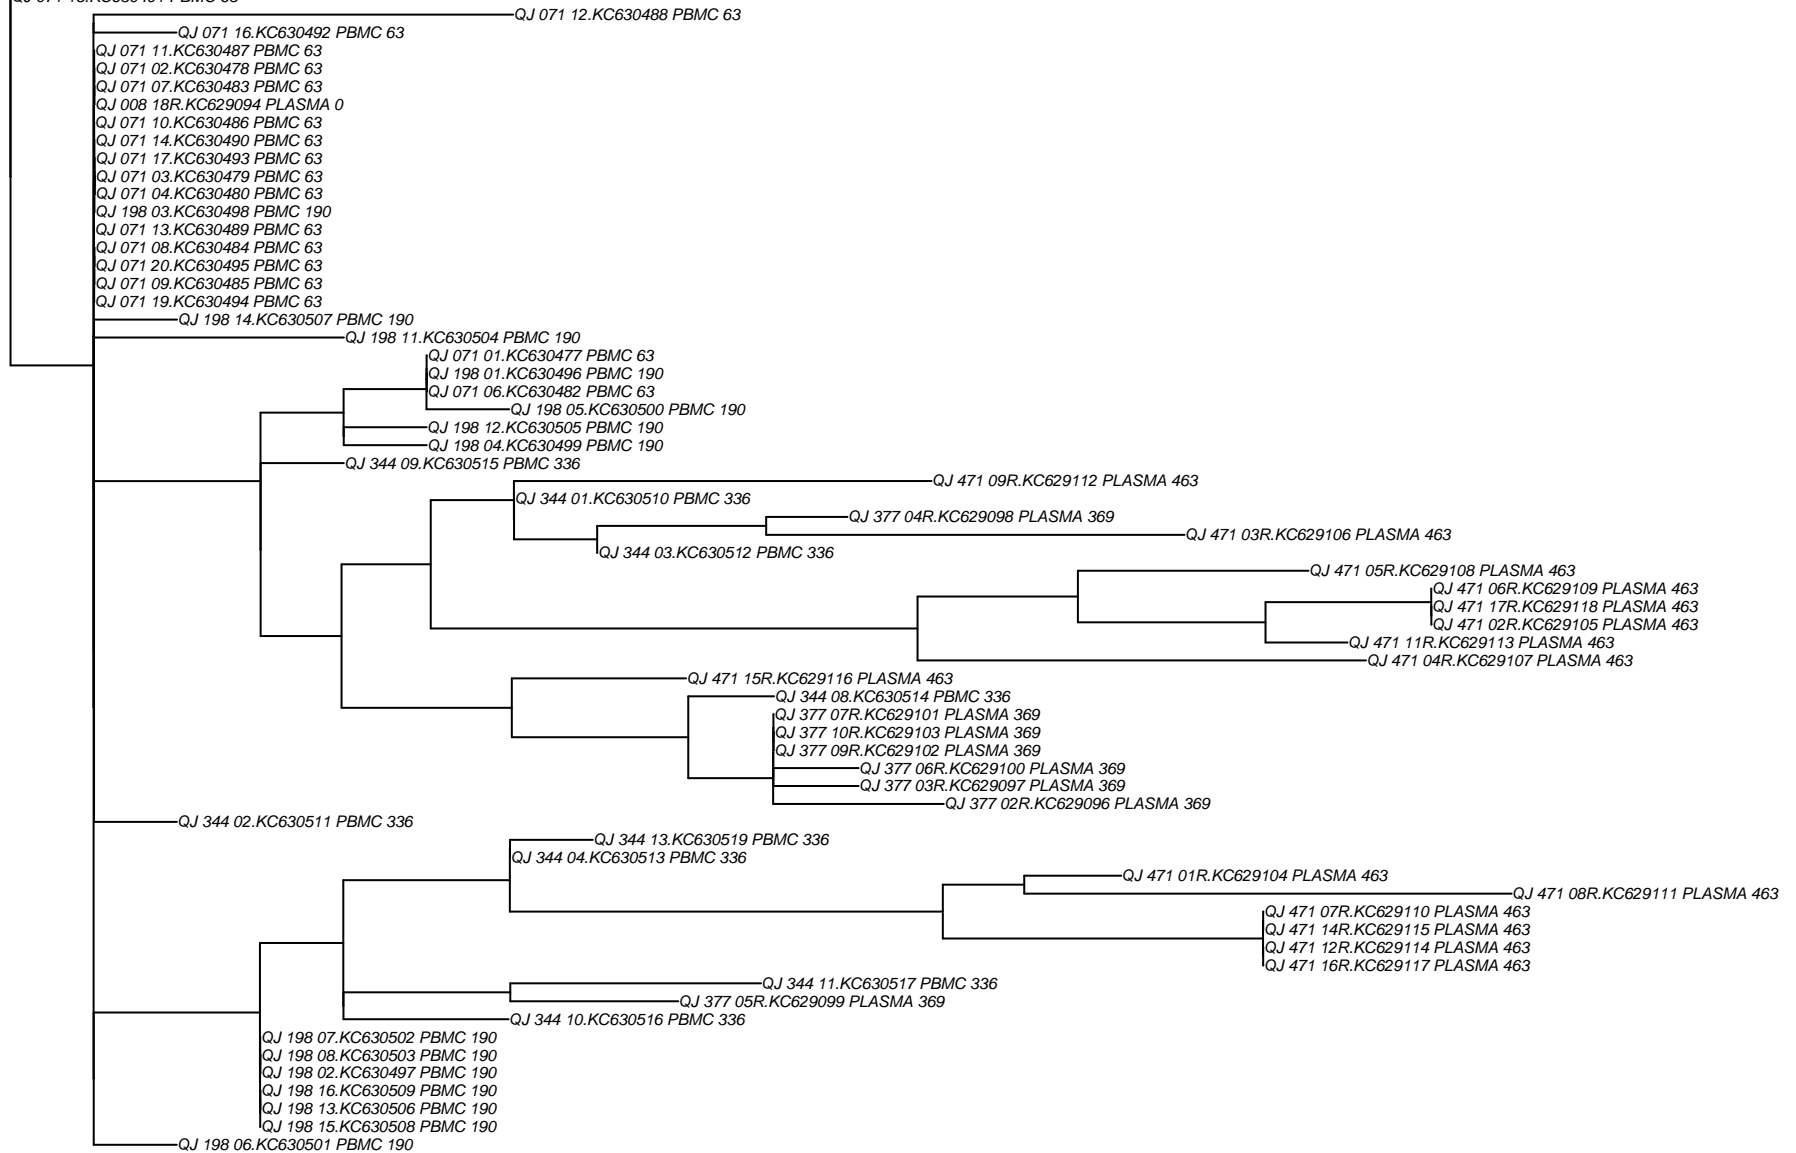 QJ 071 12.KC630488 PBMC 63
QJ 071 16.KC630492 PBMC 63
QJ 071 11.KC630487 PBMC 63
QJ 071 02.KC630478 PBMC 63
QJ 071 07.KC630483 PBMC 63
QJ 008 18R.KC629094 PLASMA 0
QJ 071 10.KC630486 PBMC 63
QJ 071 14.KC630490 PBMC 63
QJ 071 17.KC630493 PBMC 63
QJ 071 03.KC630479 PBMC 63
QJ 071 04.KC630480 PBMC 63
QJ 198 03.KC630498 PBMC 190
QJ 071 13.KC630489 PBMC 63
QJ 071 08.KC630484 PBMC 63
QJ 071 20.KC630495 PBMC 63
QJ 071 09.KC630485 PBMC 63
QJ 071 19.KC630494 PBMC 63
QJ 198 14.KC630507 PBMC 190
QJ 198 11.KC630504 PBMC 190
QJ 071 01.KC630477 PBMC 63
QJ 198 01.KC630496 PBMC 190
QJ 071 06.KC630482 PBMC 63
QJ 198 05.KC630500 PBMC 190
QJ 198 12.KC630505 PBMC 190
QJ 198 04.KC630499 PBMC 190
QJ 344 09.KC630515 PBMC 336
QJ 471 09R.KC629112 PLASMA 463
QJ 344 01.KC630510 PBMC 336
QJ 377 04R.KC629098 PLASMA 369
QJ 471 03R.KC629106 PLASMA 463
QJ 344 03.KC630512 PBMC 336
QJ 471 05R.KC629108 PLASMA 463
QJ 471 06R.KC629109 PLASMA 463
QJ 471 17R.KC629118 PLASMA 463
QJ 471 02R.KC629105 PLASMA 463
QJ 471 11R.KC629113 PLASMA 463
QJ 471 04R.KC629107 PLASMA 463
QJ 471 15R.KC629116 PLASMA 463
QJ 344 08.KC630514 PBMC 336
QJ 377 07R.KC629101 PLASMA 369
QJ 377 10R.KC629103 PLASMA 369
QJ 377 09R.KC629102 PLASMA 369
QJ 377 06R.KC629100 PLASMA 369
QJ 377 03R.KC629097 PLASMA 369
QJ 377 02R.KC629096 PLASMA 369
QJ 344 02.KC630511 PBMC 336
QJ 344 13.KC630519 PBMC 336
QJ 344 04.KC630513 PBMC 336
QJ 471 01R.KC629104 PLASMA 463
QJ 471 08R.KC629111 PLASMA 463
QJ 471 07R.KC629110 PLASMA 463
QJ 471 14R.KC629115 PLASMA 463
QJ 471 12R.KC629114 PLASMA 463
QJ 471 16R.KC629117 PLASMA 463
QJ 344 11.KC630517 PBMC 336
QJ 377 05R.KC629099 PLASMA 369
QJ 344 10.KC630516 PBMC 336
QJ 198 07.KC630502 PBMC 190
QJ 198 08.KC630503 PBMC 190
QJ 198 02.KC630497 PBMC 190
QJ 198 16.KC630509 PBMC 190
QJ 198 13.KC630506 PBMC 190
QJ 198 15.KC630508 PBMC 190
QJ 198 06.KC630501 PBMC 190